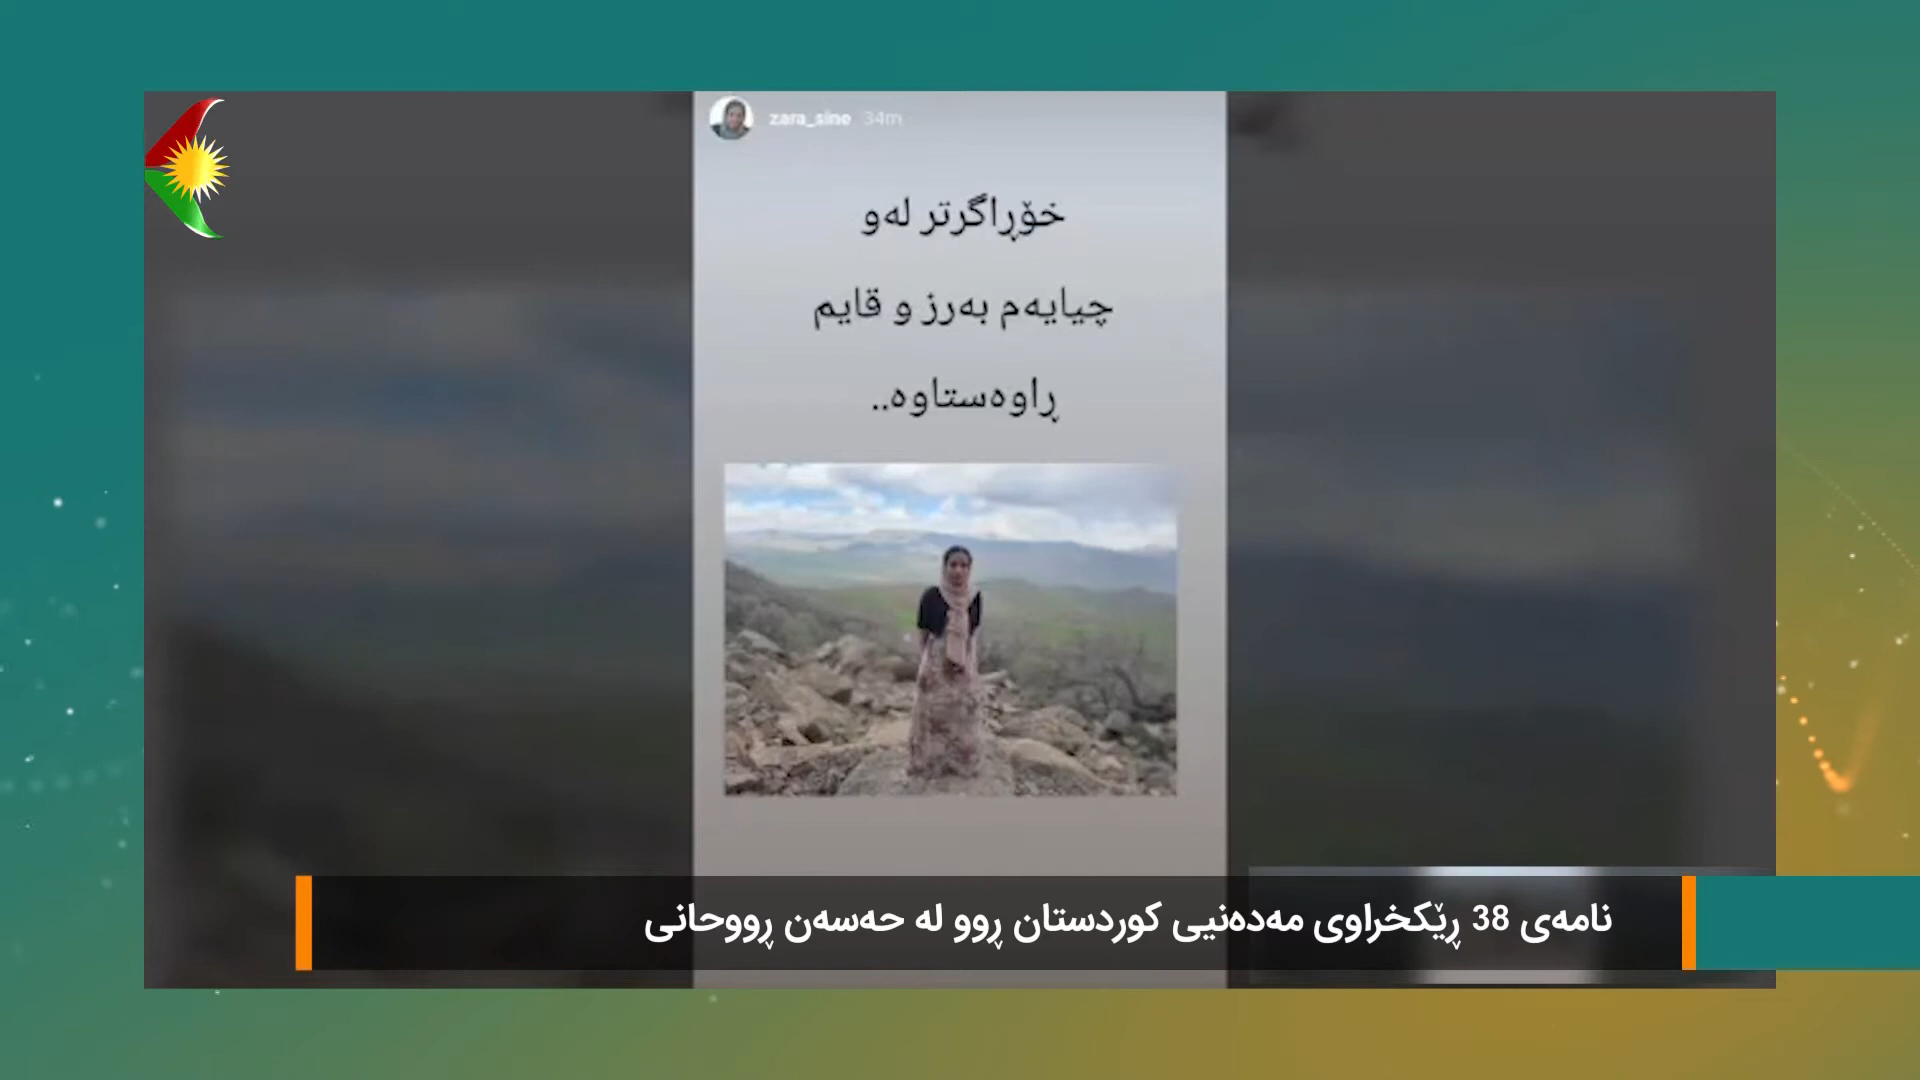 zara_sine 34m
خۆڕاگرتر لەو
چیایەم بەرز و قایم
ڕاوەستاوە..
نامەی 38 ڕێکخراوی مەدەنیی کوردستان ڕوو لە حەسەن ڕووحانی